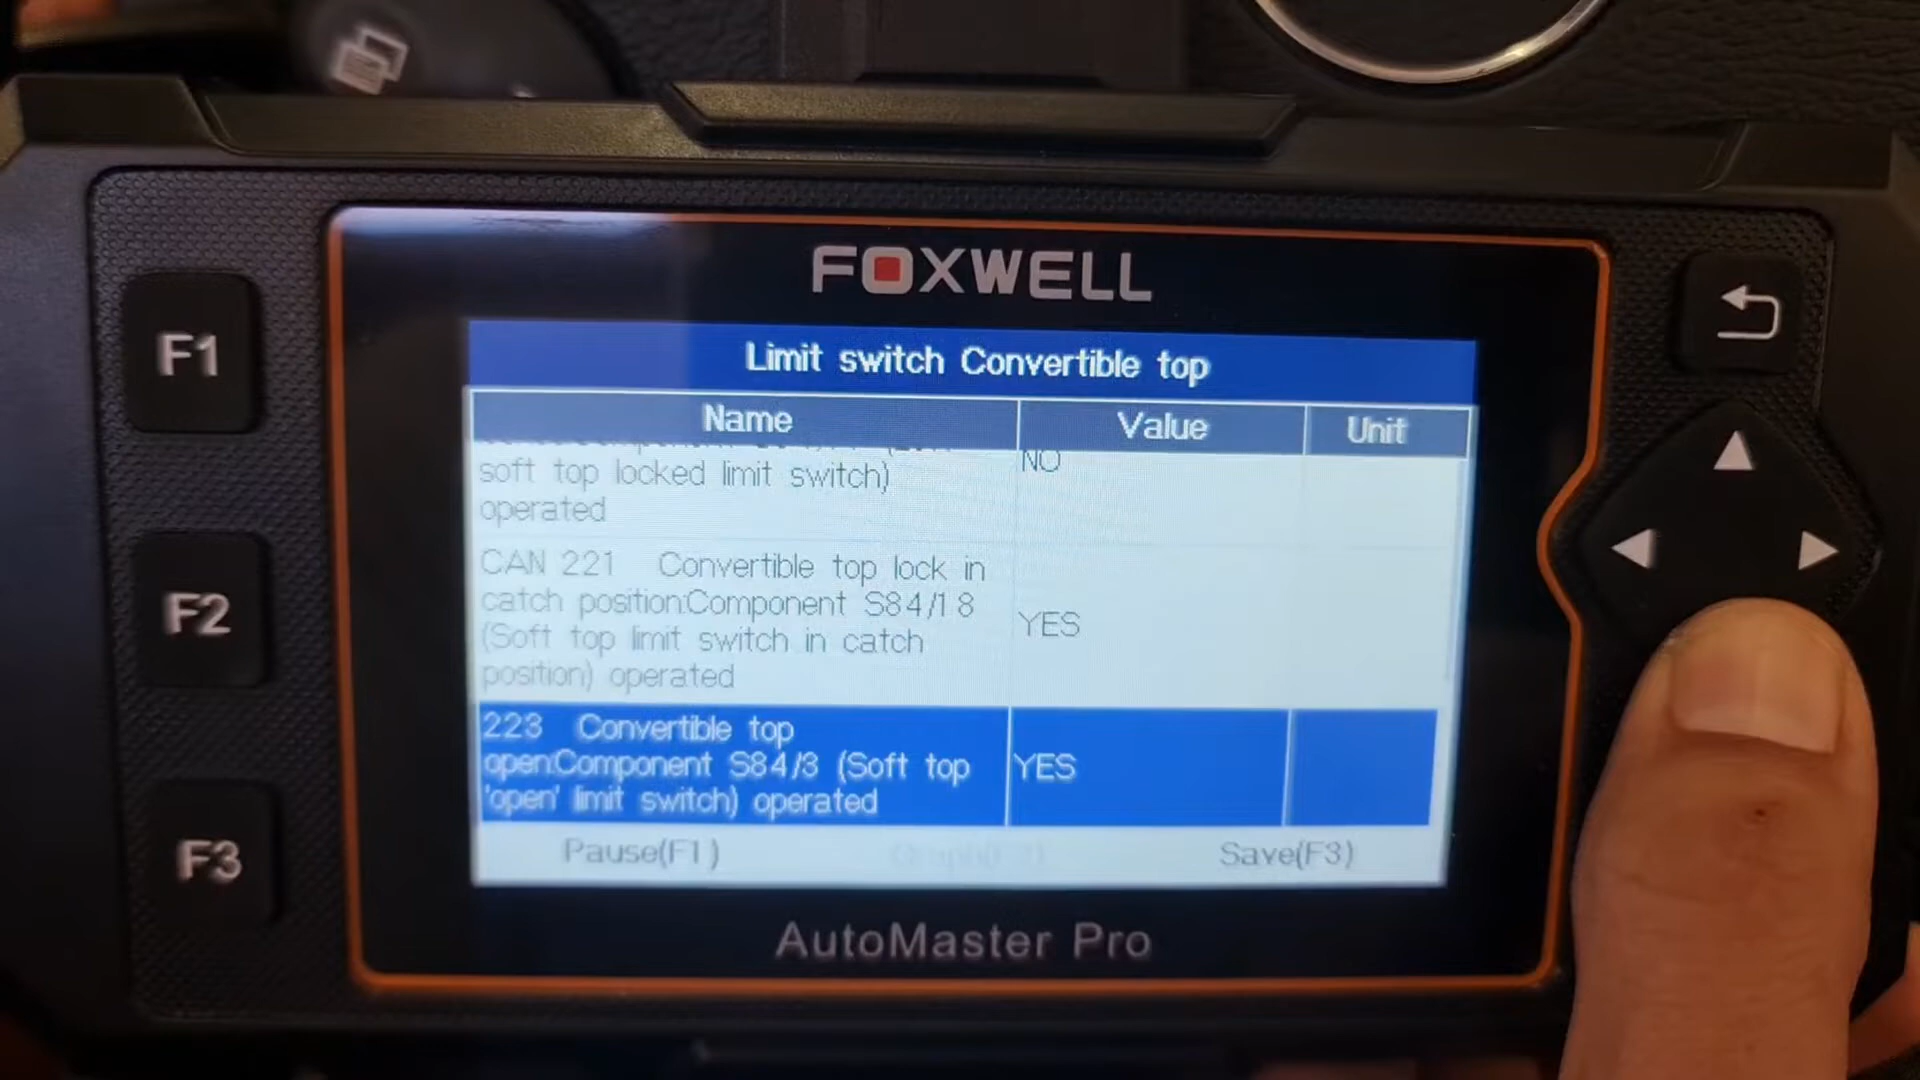 FOXWELL
Limit switch Convertible top
Name Value Unit
soft top locked limit switch) NO
operated
CAN 221 Convertible top lock in
catch position:Component S84/18
(Soft top limit switch in catch YES
position) operated
223 Convertible top
open:Component S84/3 (Soft top YES
'open' limit switch) operated
Pause(F1) Save(F3)
AutoMaster Pro
F1
F2
F3